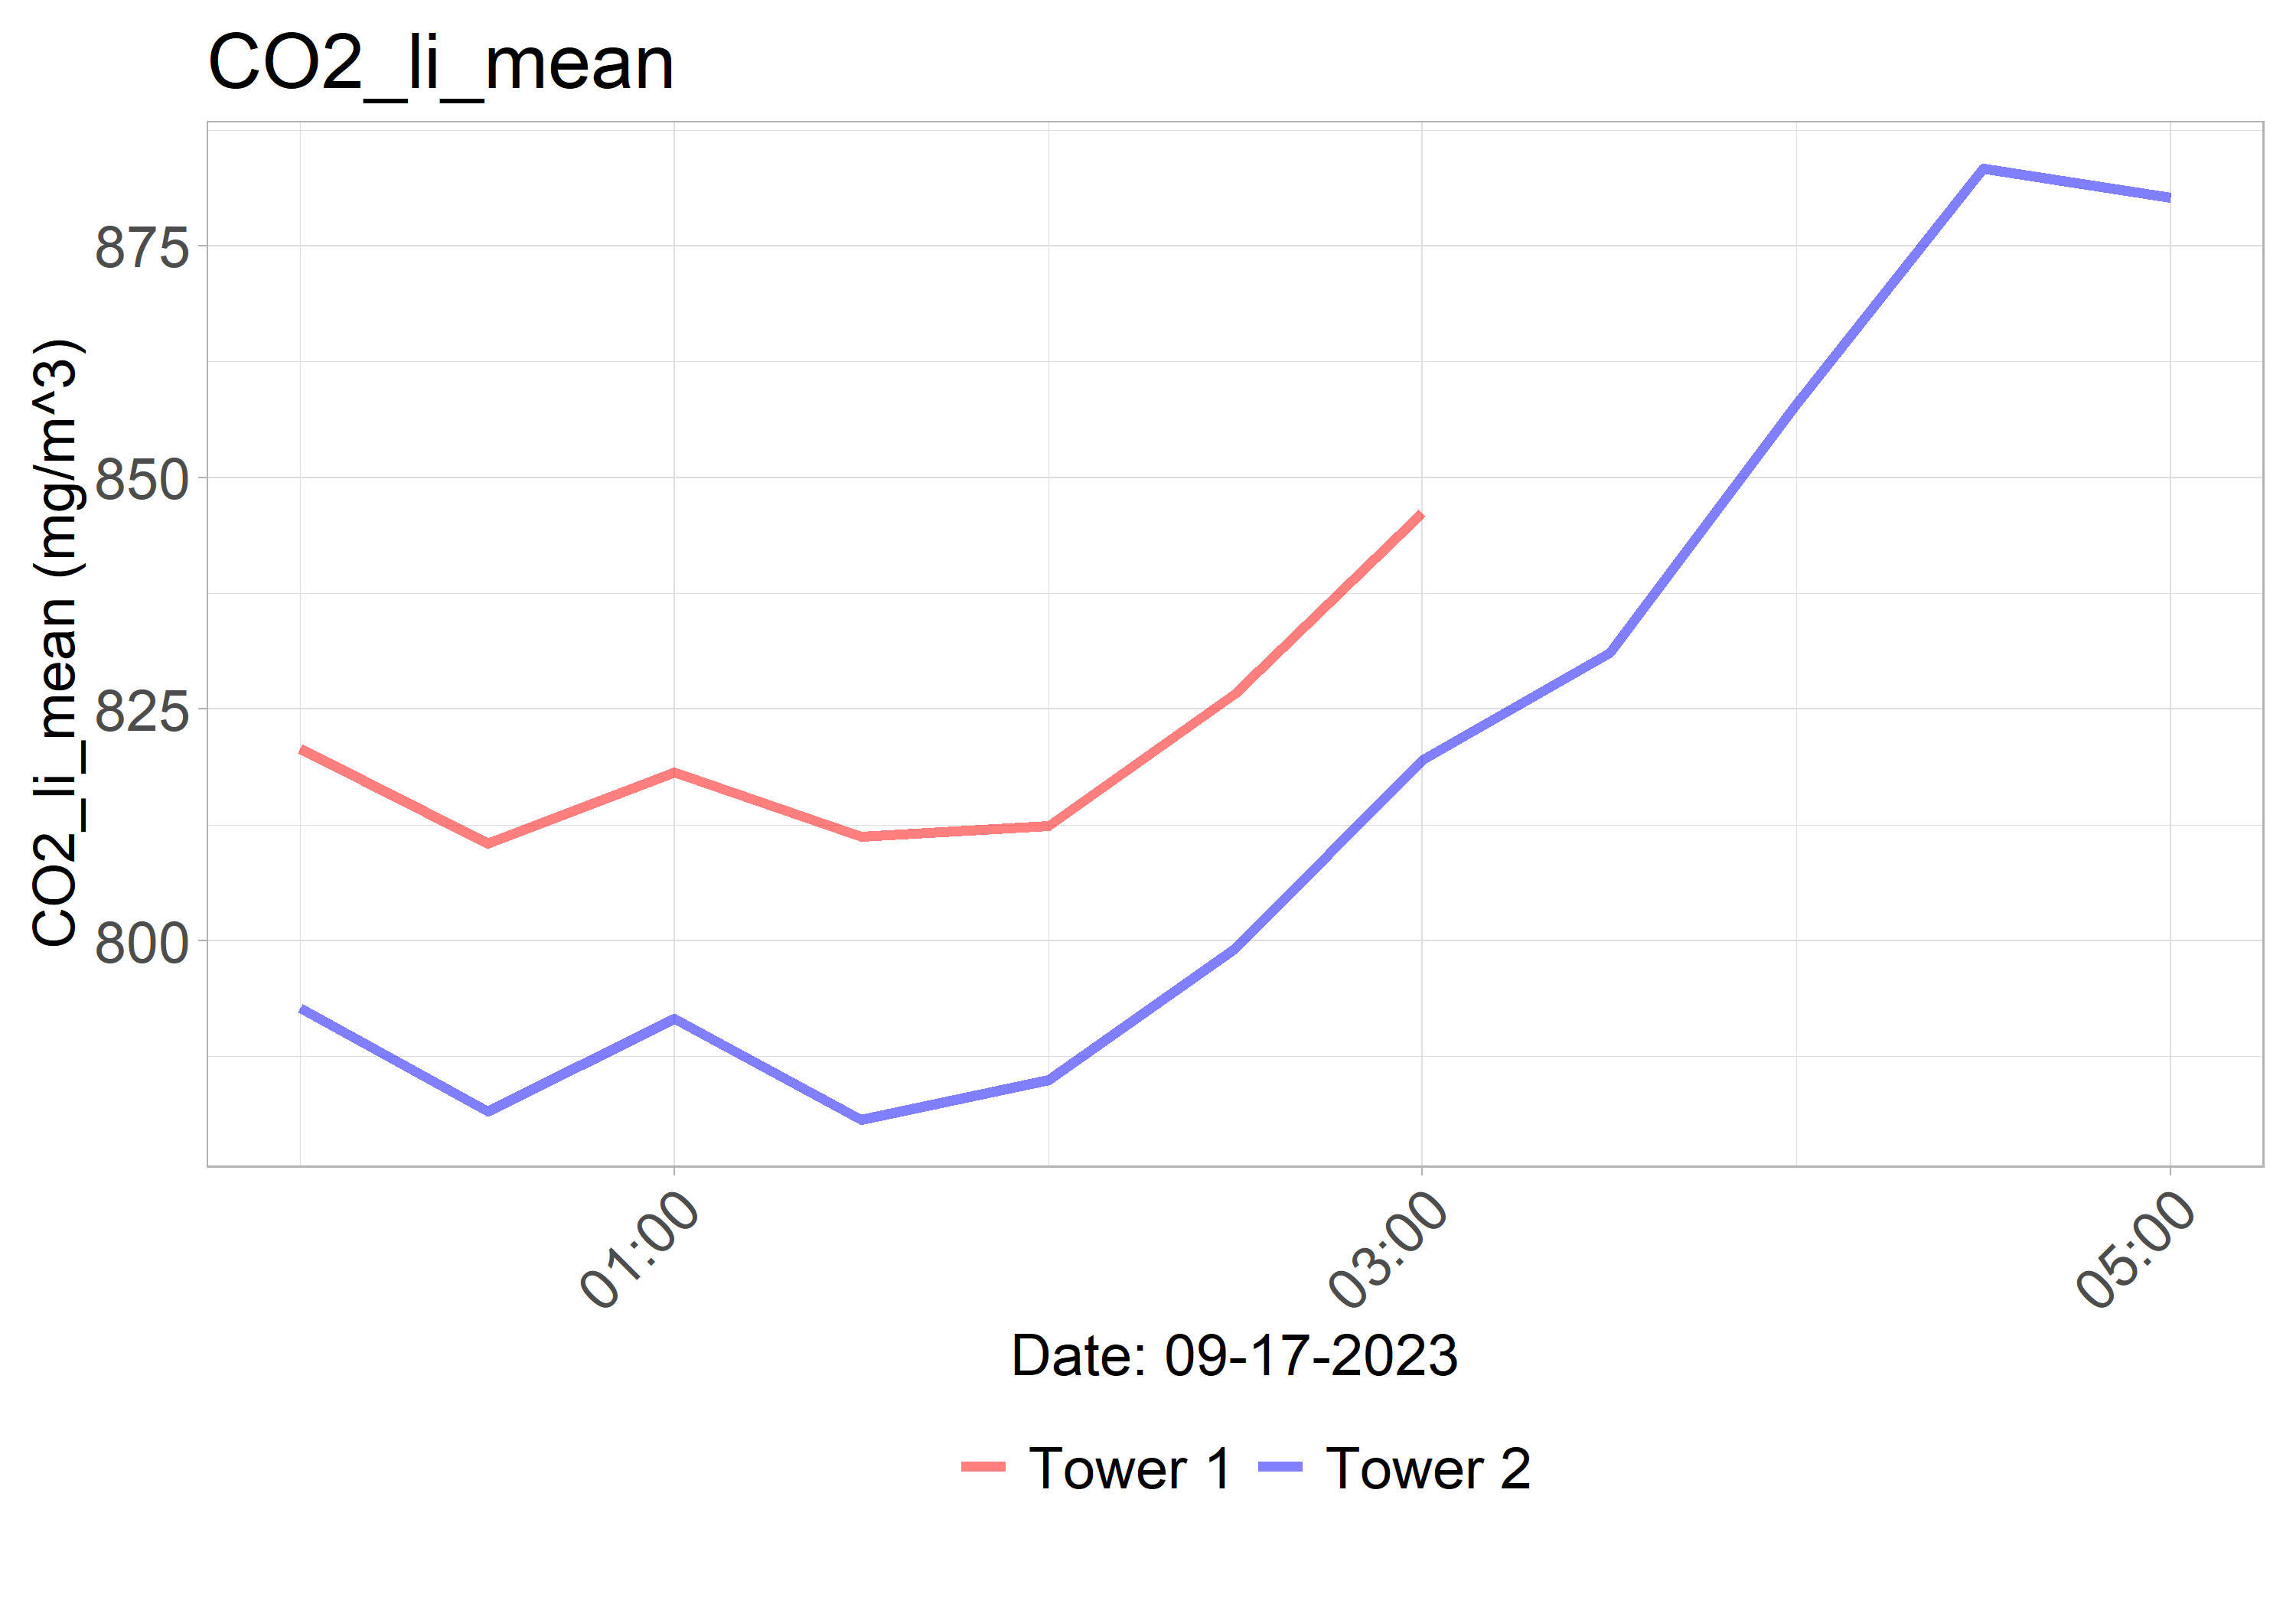 CO2_li_mean
CO2_li_mean (mg/m^3)
875
850
825
800
01:00
03:00
05:00
Date: 09-17-2023
Tower 1 Tower 2